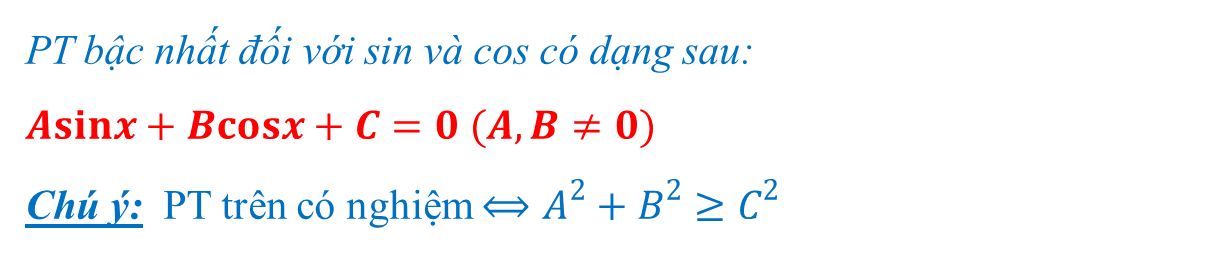 PT bậc nhất đối với sin và cos có dạng sau:
Asinx + Bcosx + C = 0 (A, B ≠ 0)
Chú ý: PT trên có nghiệm ⟺ A² + B² ≥ C²